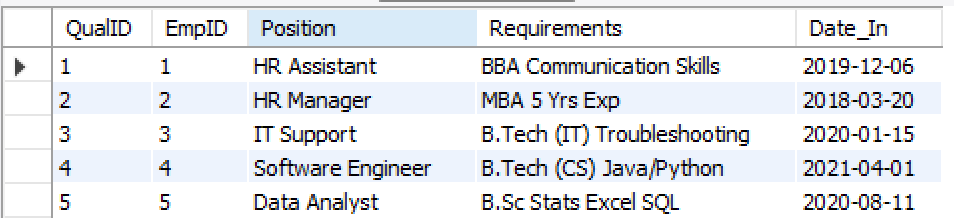 QualID EmpID Position Requirements Date_In
1 1 HR Assistant BBA Communication Skills 2019-12-06
2 2 HR Manager MBA 5 Yrs Exp 2018-03-20
3 3 IT Support B.Tech (IT) Troubleshooting 2020-01-15
4 4 Software Engineer B.Tech (CS) Java/Python 2021-04-01
5 5 Data Analyst B.Sc Stats Excel SQL 2020-08-11